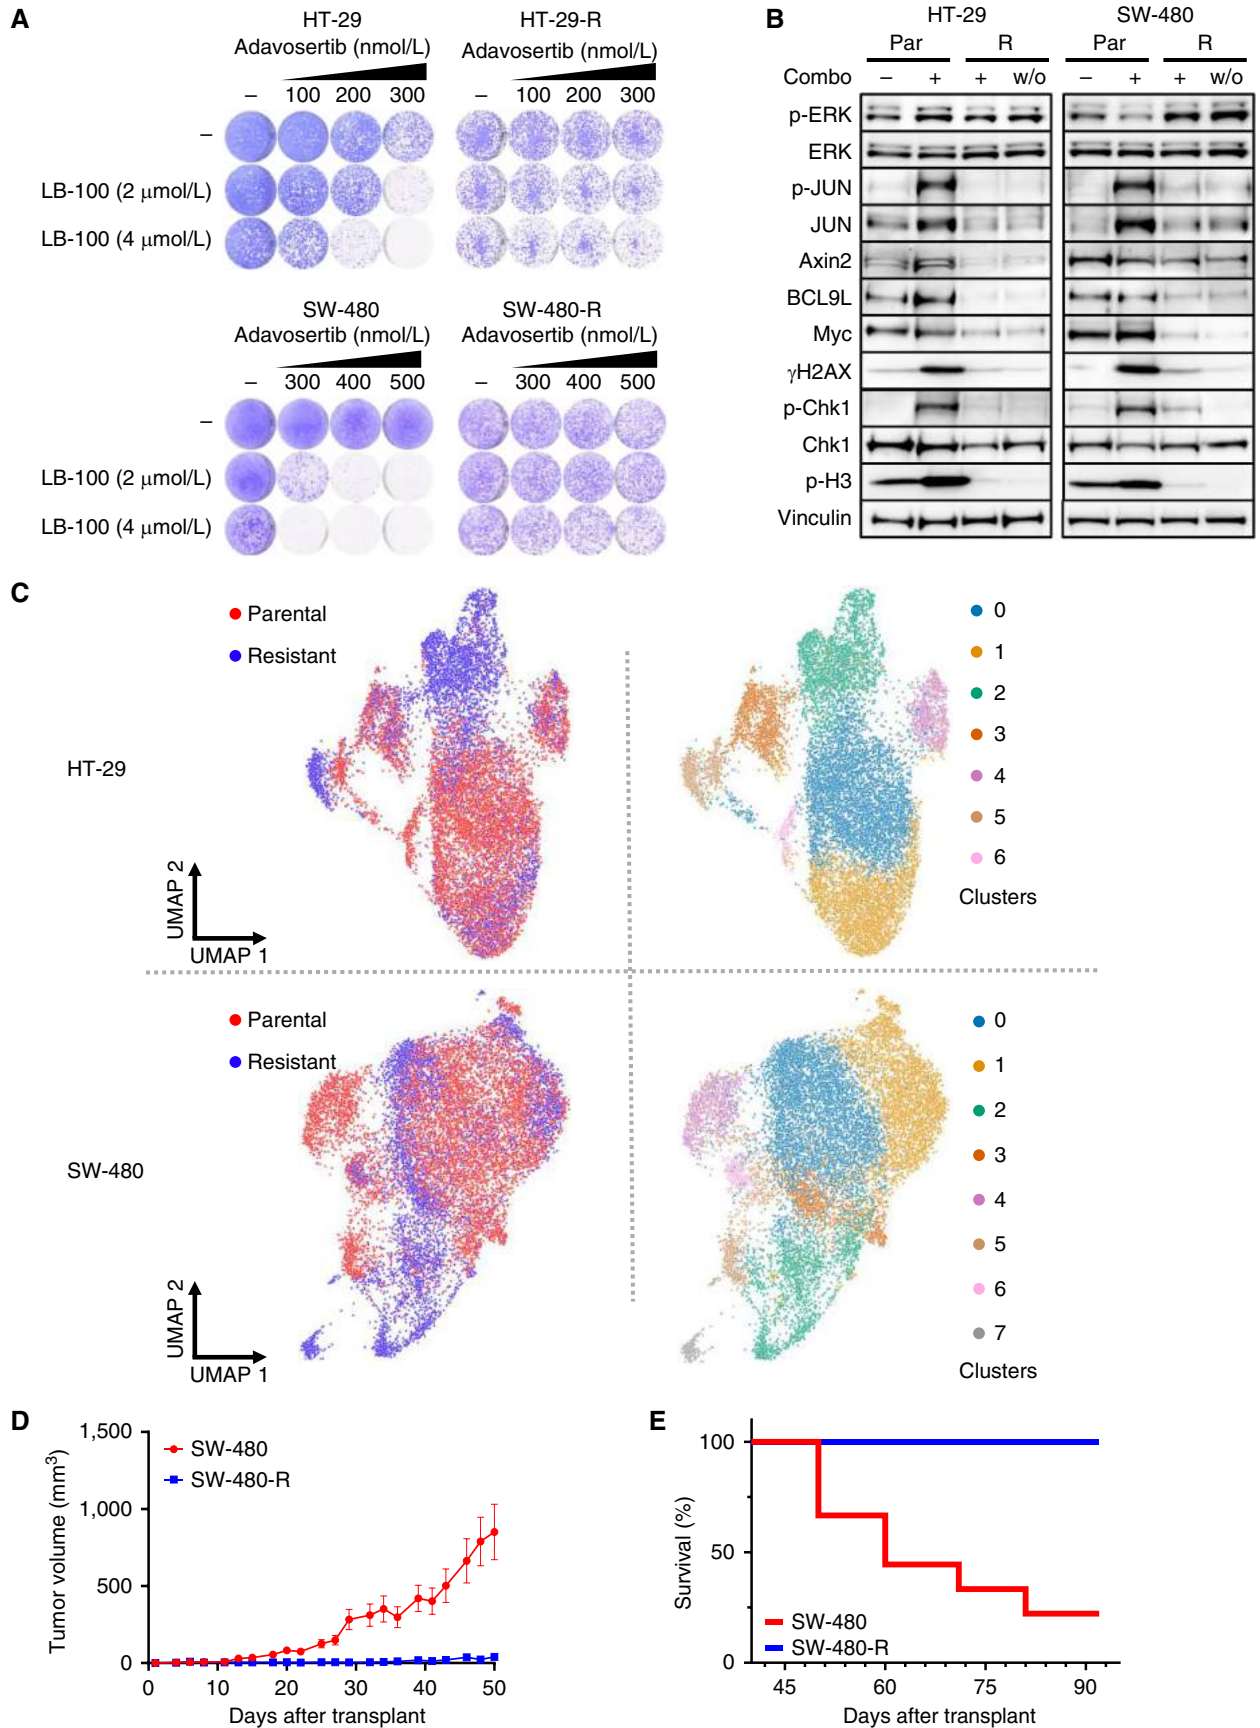 A
HT-29
Adavosertib (nmol/L)
– 100 200 300
HT-29-R
Adavosertib (nmol/L)
– 100 200 300
–
LB-100 (2 μmol/L)
LB-100 (4 μmol/L)
SW-480
Adavosertib (nmol/L)
– 300 400 500
SW-480-R
Adavosertib (nmol/L)
– 300 400 500
–
LB-100 (2 μmol/L)
LB-100 (4 μmol/L)
B
HT-29 SW-480
Par R Par R
Combo – + + w/o – + + w/o
p-ERK
ERK
p-JUN
JUN
Axin2
BCL9L
Myc
γH2AX
p-Chk1
Chk1
p-H3
Vinculin
C
HT-29
Parental
Resistant
UMAP 2
UMAP 1
0
1
2
3
4
5
6
Clusters
SW-480
Parental
Resistant
UMAP 2
UMAP 1
0
1
2
3
4
5
6
7
Clusters
D
Tumor volume (mm³)
1,500
1,000
500
0
SW-480
SW-480-R
0 10 20 30 40 50
Days after transplant
E
Survival (%)
100
50
0
SW-480
SW-480-R
45 60 75 90
Days after transplant